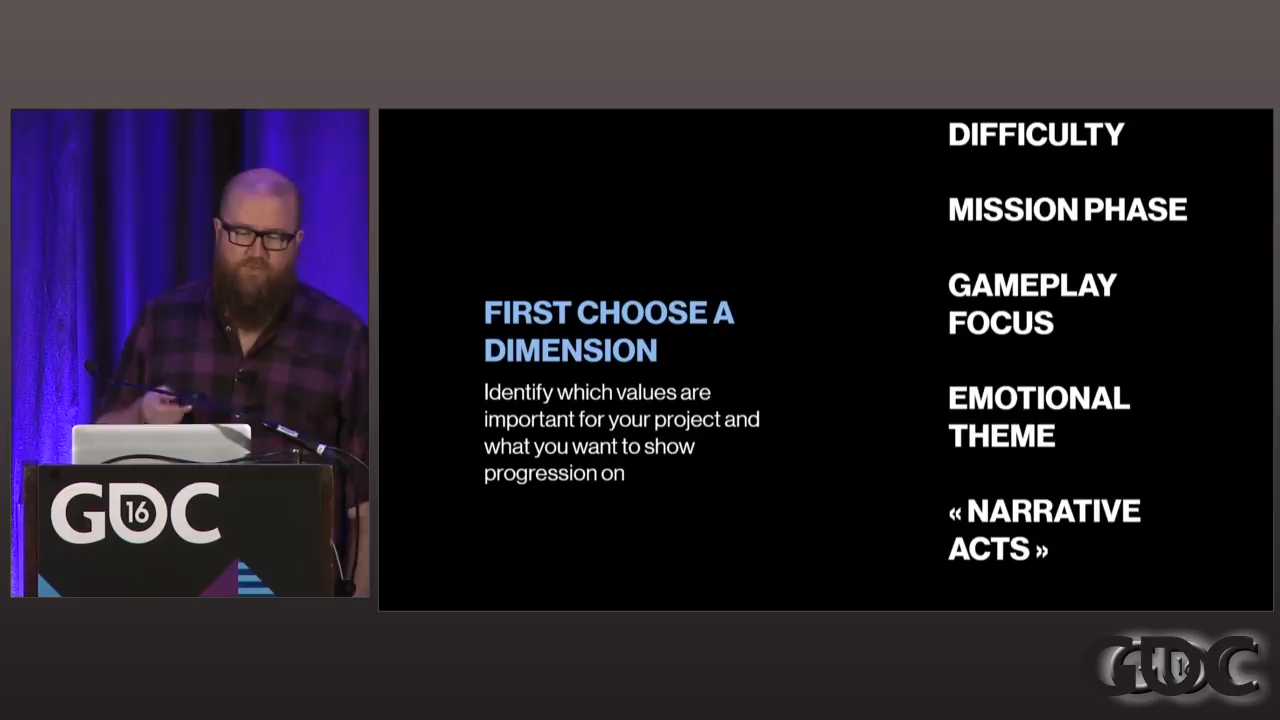 FIRST CHOOSE A
DIMENSION
Identify which values are
important for your project and
what you want to show
progression on
DIFFICULTY
MISSION PHASE
GAMEPLAY
FOCUS
EMOTIONAL
THEME
« NARRATIVE
ACTS »
GDC
16
GDC
16